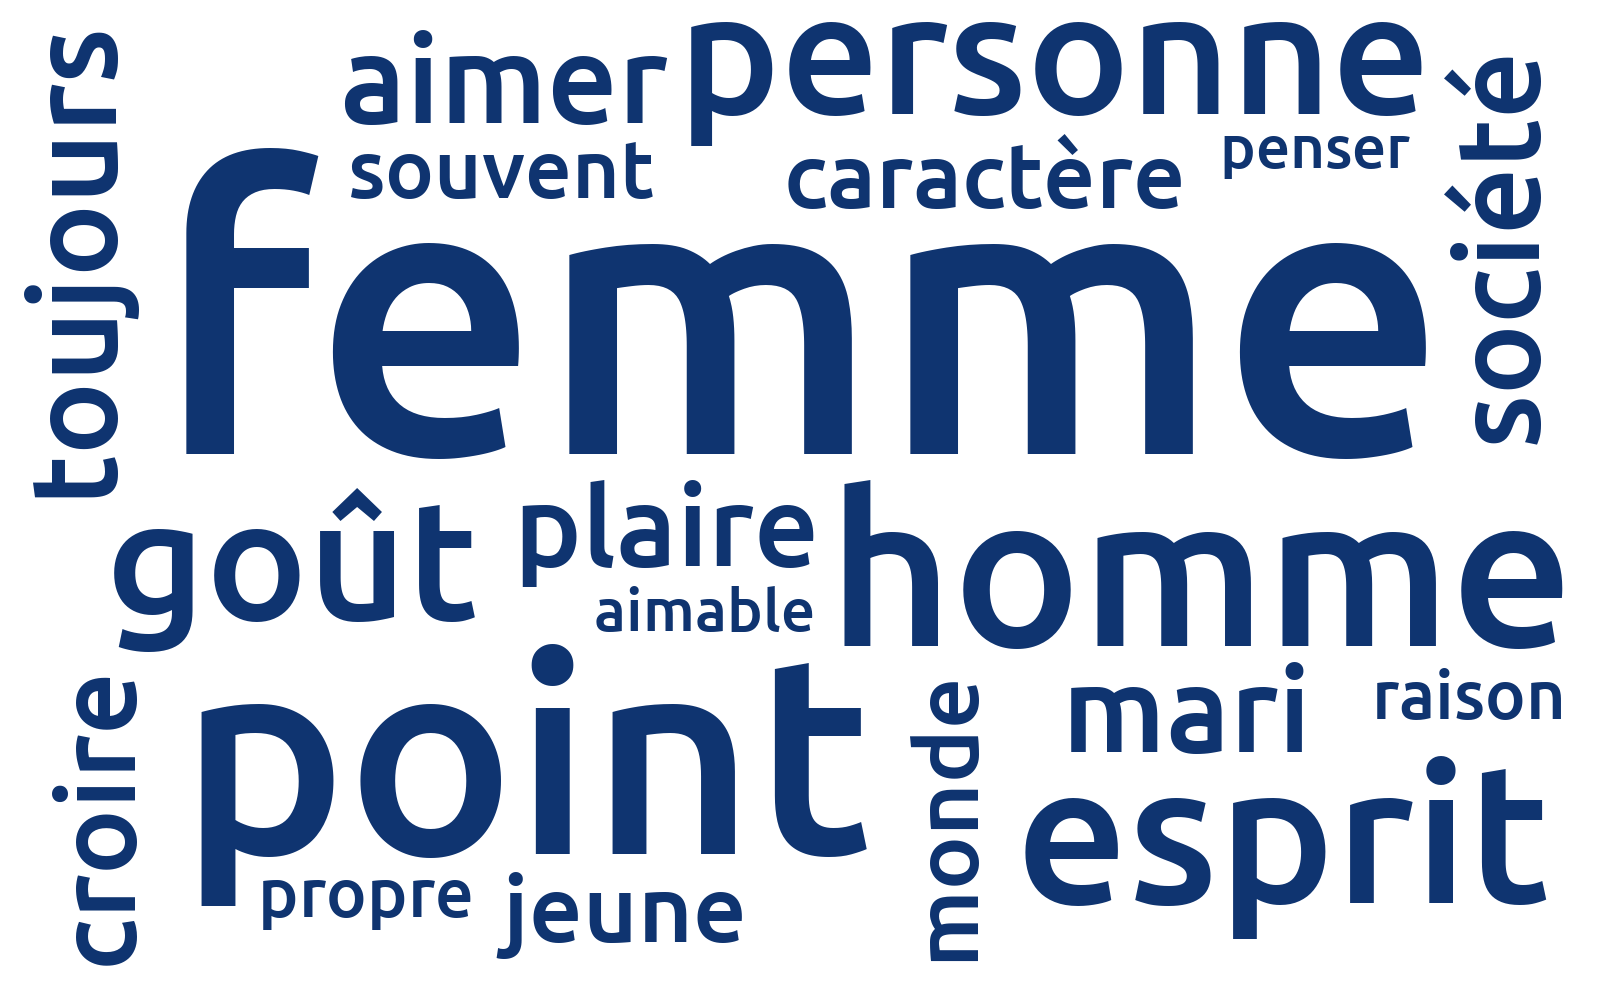 toujours
aimer
personne
société
souvent
caractère
penser
femme
goût
plaire
aimable
homme
croire
point
monde
mari
raison
esprit
propre
jeune